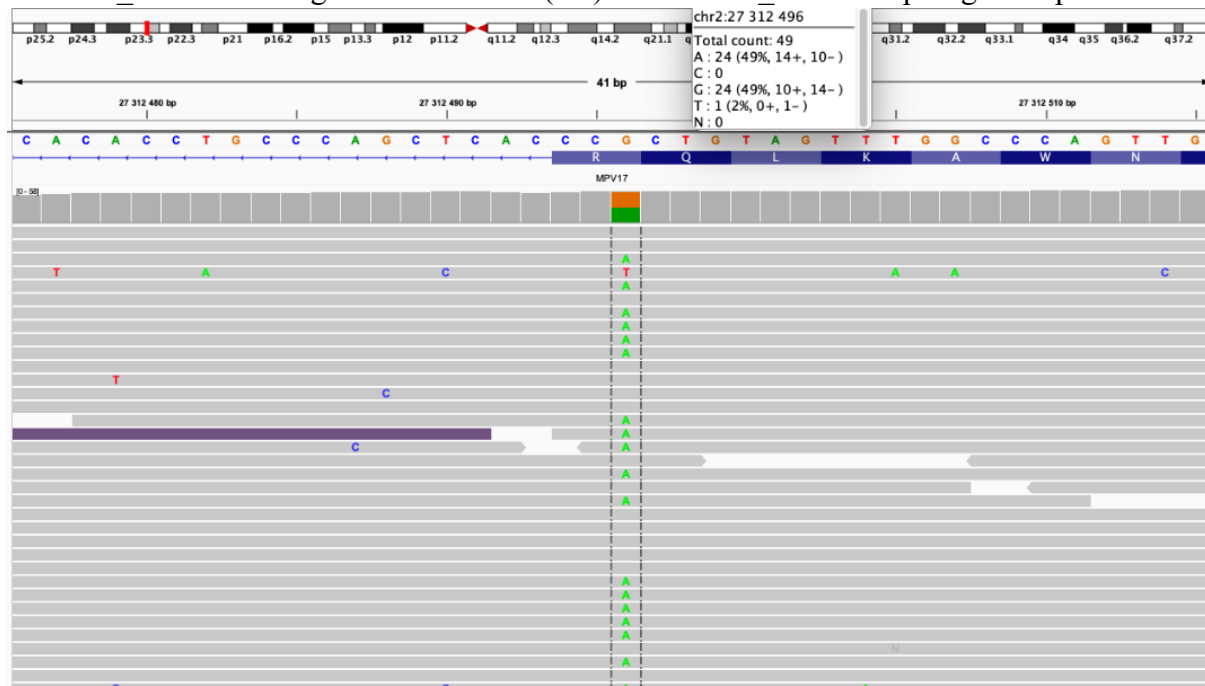 chr2:27 312 496
Total count: 49
A : 24 (49%, 14+, 10- )
C : 0
G : 24 (49%, 10+, 14- )
T : 1 (2%, 0+, 1- )
N : 0
p25.2 p24.3 p23.3 p22.3 p21 p16.2 p15 p13.3 p12 p11.2 q11.2 q12.3 q14.2 q21.1 q31.2 q32.2 q33.1 q34 q35 q36.2 q37.2
41 bp
27 312 480 bp 27 312 490 bp 27 312 510 bp
C A C A C C T G C C C A G C T C A C C C G C T G T A G T T T G G C C C A G T T G
R Q L K A W N
MPV17
[0 - 58]
A
T A C T A A C
A
A
A
A
A
T
C
A
A
C A
A
A
A
A
A
A
A
N
A